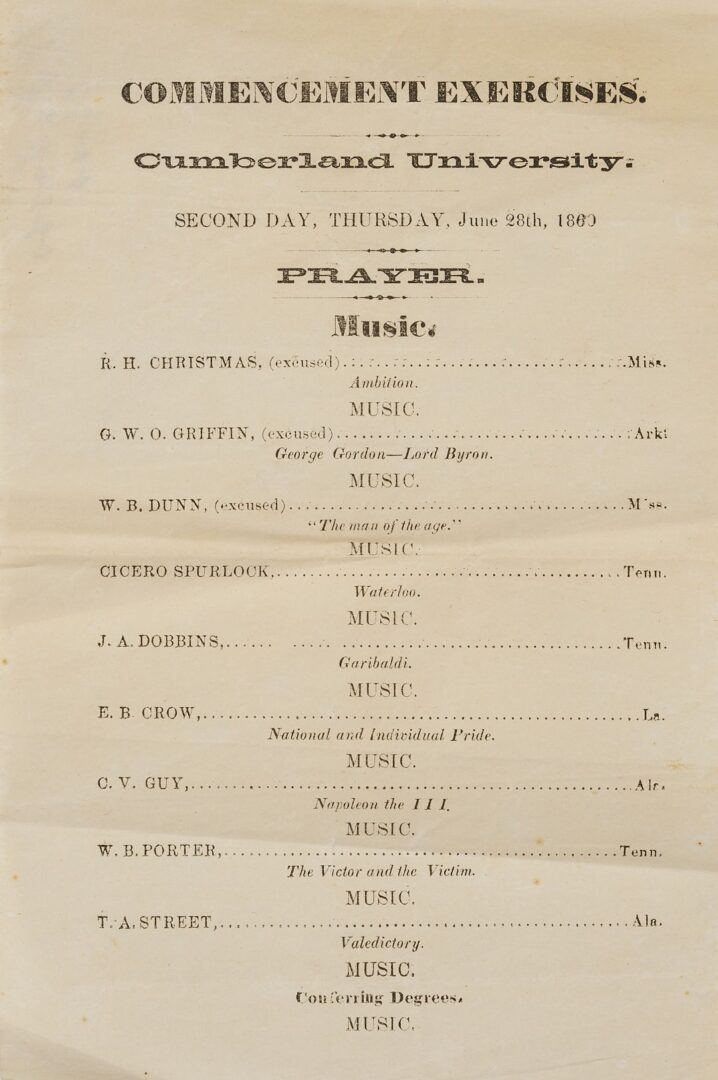 COMMENCEMENT EXERCISES.
Cumberland University.
SECOND DAY, THURSDAY, June 28th, 1860
PRAYER.
Music.
R. H. CHRISTMAS, (excused)..............................Miss.
Ambition.
MUSIC.
G. W. O. GRIFFIN, (excused)..............................Ark:
George Gordon—Lord Byron.
MUSIC.
W. B. DUNN, (excused)..............................M'ss.
"The man of the age."
MUSIC.
CICERO SPURLOCK,..............................Tenn.
Waterloo.
MUSIC.
J. A. DOBBINS,...... .... ..............................Tenn.
Garibaldi.
MUSIC.
E. B. CROW,..............................La.
National and Individual Pride.
MUSIC.
C. V. GUY,..............................Ala.
Napoleon the III.
MUSIC.
W. B. PORTER,..............................Tenn.
The Victor and the Victim.
MUSIC.
T. A. STREET,..............................Ala.
Valedictory.
MUSIC.
Conferring Degrees.
MUSIC.